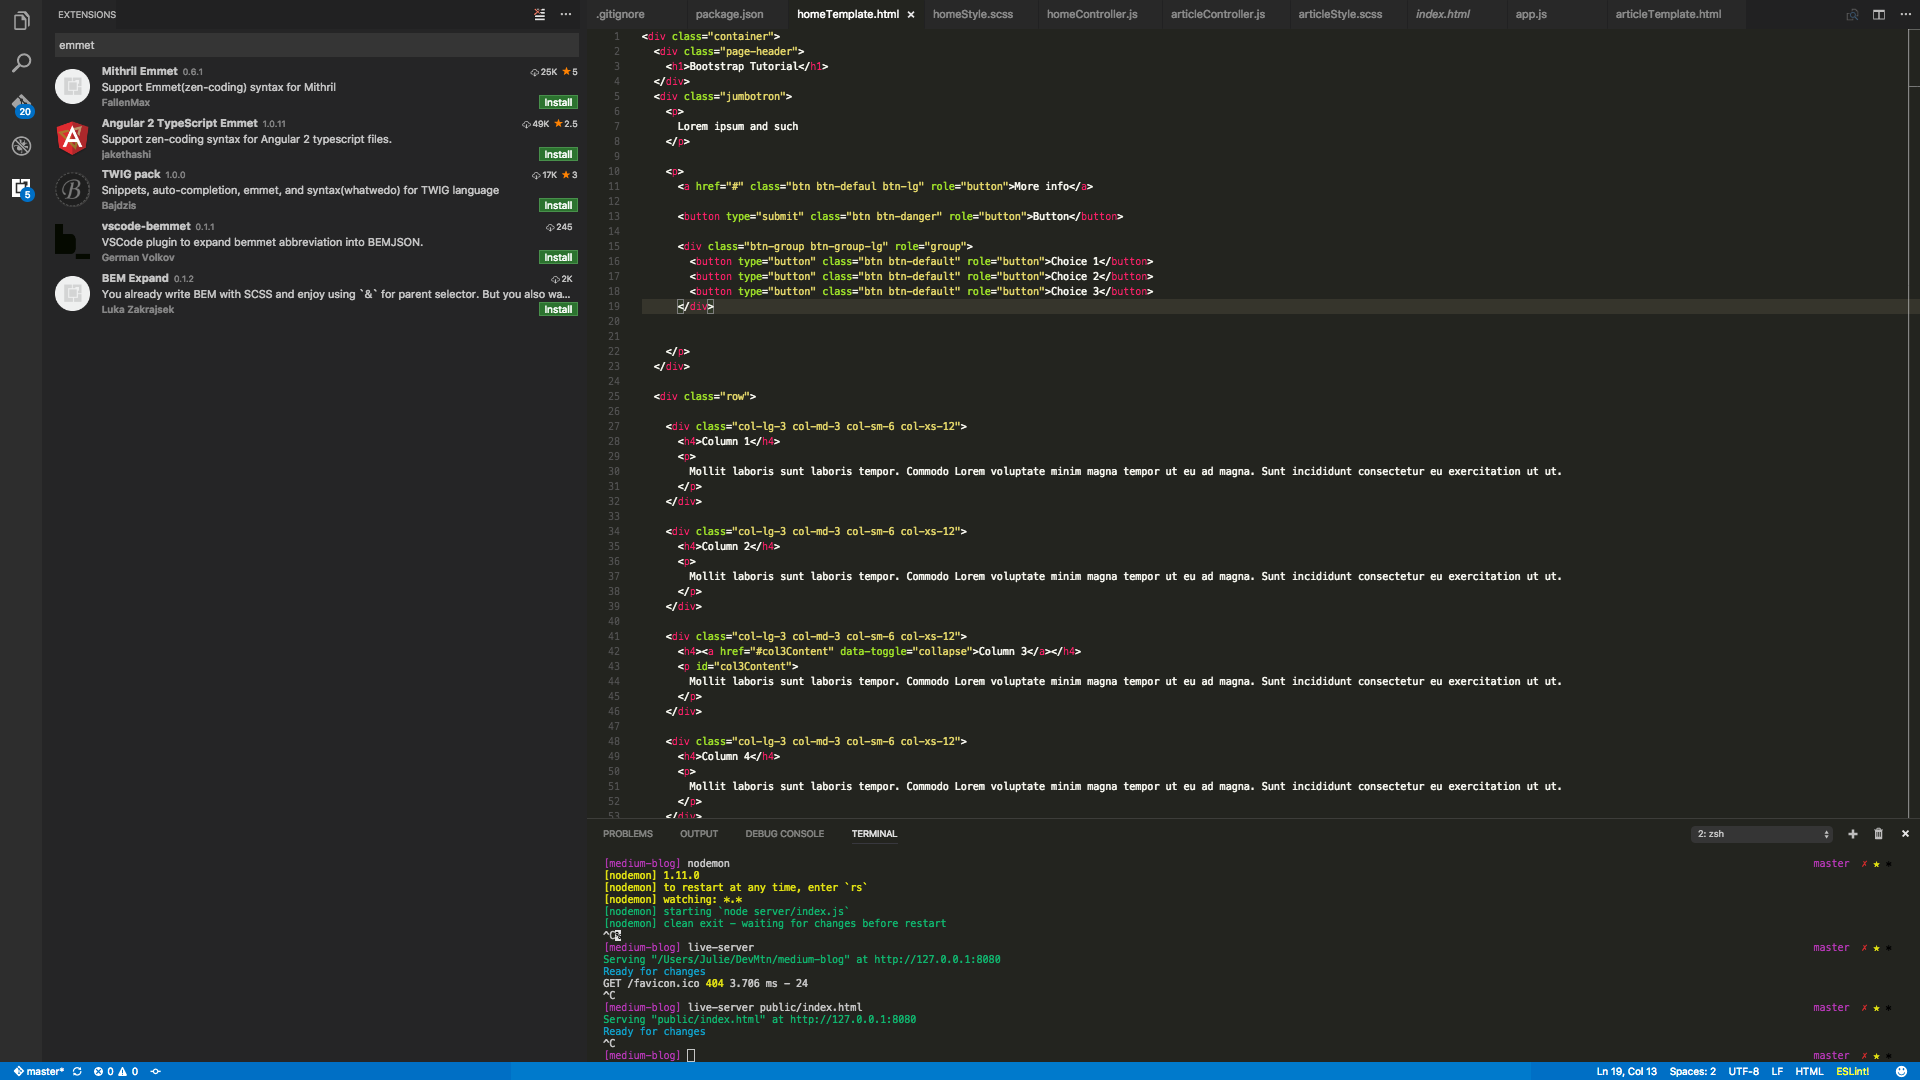 EXTENSIONS
emmet
Mithril Emmet 0.6.1 25K ★5
Support Emmet(zen-coding) syntax for Mithril
FallenMax Install
Angular 2 TypeScript Emmet 1.0.11 49K ★2.5
Support zen-coding syntax for Angular 2 typescript files.
jakethashi Install
TWIG pack 1.0.0 17K ★3
Snippets, auto-completion, emmet, and syntax(whatwedo) for TWIG language
Bajdzis Install
vscode-bemmet 0.1.1 245
VSCode plugin to expand bemmet abbreviation into BEMJSON.
German Volkov Install
BEM Expand 0.1.2 2K
You already write BEM with SCSS and enjoy using `&` for parent selector. But you also wa...
Luka Zakrajsek Install
20
5
.gitignore package.json homeTemplate.html × homeStyle.scss homeController.js articleController.js articleStyle.scss index.html app.js articleTemplate.html
1 <div class="container">
2 <div class="page-header">
3 <h1>Bootstrap Tutorial</h1>
4 </div>
5 <div class="jumbotron">
6 <p>
7 Lorem ipsum and such
8 </p>
9
10 <p>
11 <a href="#" class="btn btn-defaul btn-lg" role="button">More info</a>
12
13 <button type="submit" class="btn btn-danger" role="button">Button</button>
14
15 <div class="btn-group btn-group-lg" role="group">
16 <button type="button" class="btn btn-default" role="button">Choice 1</button>
17 <button type="button" class="btn btn-default" role="button">Choice 2</button>
18 <button type="button" class="btn btn-default" role="button">Choice 3</button>
19 </div>
20
21
22 </p>
23 </div>
24
25 <div class="row">
26
27 <div class="col-lg-3 col-md-3 col-sm-6 col-xs-12">
28 <h4>Column 1</h4>
29 <p>
30 Mollit laboris sunt laboris tempor. Commodo Lorem voluptate minim magna tempor ut eu ad magna. Sunt incididunt consectetur eu exercitation ut ut.
31 </p>
32 </div>
33
34 <div class="col-lg-3 col-md-3 col-sm-6 col-xs-12">
35 <h4>Column 2</h4>
36 <p>
37 Mollit laboris sunt laboris tempor. Commodo Lorem voluptate minim magna tempor ut eu ad magna. Sunt incididunt consectetur eu exercitation ut ut.
38 </p>
39 </div>
40
41 <div class="col-lg-3 col-md-3 col-sm-6 col-xs-12">
42 <h4><a href="#col3Content" data-toggle="collapse">Column 3</a></h4>
43 <p id="col3Content">
44 Mollit laboris sunt laboris tempor. Commodo Lorem voluptate minim magna tempor ut eu ad magna. Sunt incididunt consectetur eu exercitation ut ut.
45 </p>
46 </div>
47
48 <div class="col-lg-3 col-md-3 col-sm-6 col-xs-12">
49 <h4>Column 4</h4>
50 <p>
51 Mollit laboris sunt laboris tempor. Commodo Lorem voluptate minim magna tempor ut eu ad magna. Sunt incididunt consectetur eu exercitation ut ut.
52 </p>
53 </div>
PROBLEMS OUTPUT DEBUG CONSOLE TERMINAL 2: zsh
[medium-blog] nodemon master ✗ ★
[nodemon] 1.11.0
[nodemon] to restart at any time, enter `rs`
[nodemon] watching: *.*
[nodemon] starting `node server/index.js`
[nodemon] clean exit - waiting for changes before restart
^C
[medium-blog] live-server master ✗ ★
Serving "/Users/Julie/DevMtn/medium-blog" at http://127.0.0.1:8080
Ready for changes
GET /favicon.ico 404 3.706 ms - 24
^C
[medium-blog] live-server public/index.html master ✗ ★
Serving "public/index.html" at http://127.0.0.1:8080
Ready for changes
^C
[medium-blog] master ✗ ★
master* 0 0 Ln 19, Col 13 Spaces: 2 UTF-8 LF HTML ESLint!